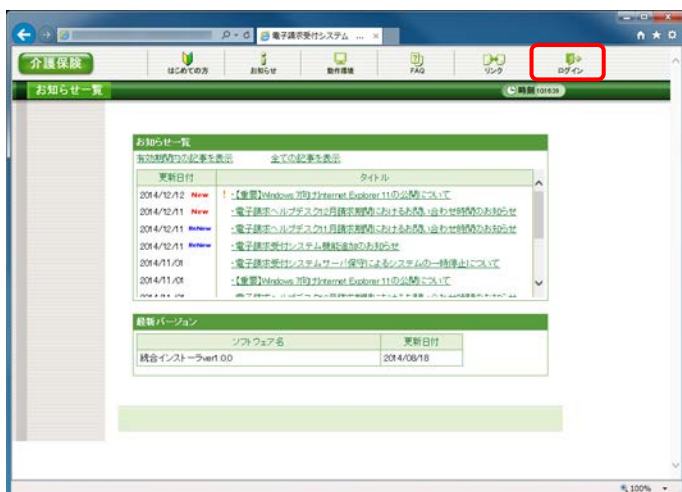 電子請求受付システム ...
介護保険
はじめての方 お知らせ 動作環境 FAQ リンク ログイン
お知らせ一覧 時刻 101639
お知らせ一覧
有効期間内の記事を表示 全ての記事を表示
更新日付 タイトル
2014/12/12 New ! ・【重要】Windows 7向けInternet Explorer 11の公開について
2014/12/11 New ・電子請求ヘルプデスク12月請求期間におけるお問い合わせ時間のお知らせ
2014/12/11 ReNew ・電子請求ヘルプデスク11月請求期間におけるお問い合わせ時間のお知らせ
2014/12/11 ReNew ・電子請求受付システム機能追加のお知らせ
2014/11/01 ・電子請求受付システムサーバ保守によるシステムの一時停止について
2014/11/01 ・【重要】Windows 7向けInternet Explorer 11の公開について
最新バージョン
ソフトウェア名 更新日付
統合インストーラver1.0.0 2014/08/18
100%